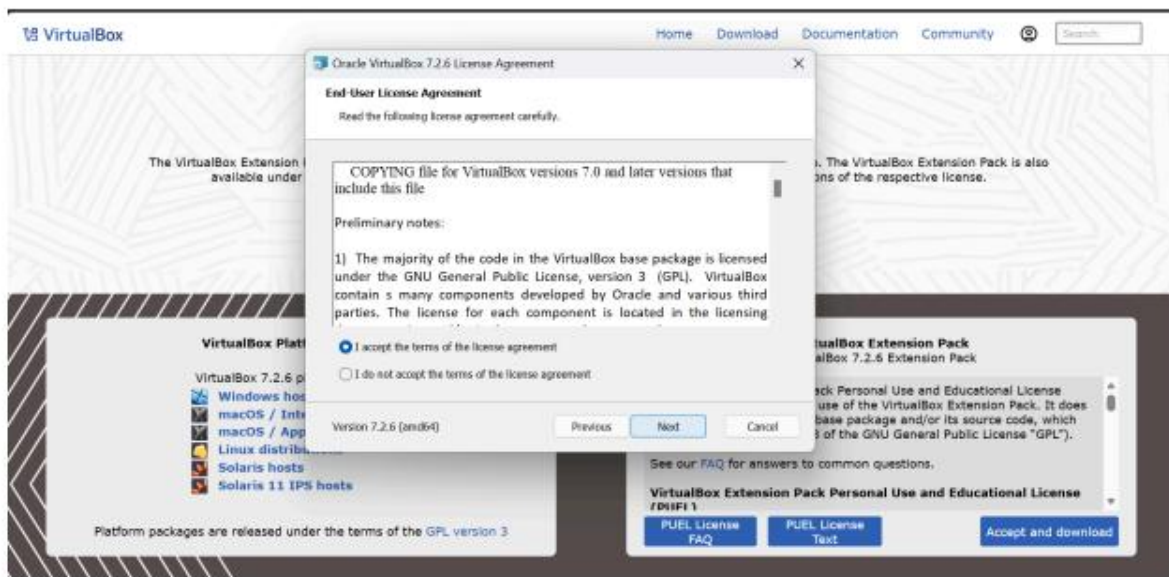 VirtualBox
Home Download Documentation Community Search
Oracle VirtualBox 7.2.6 License Agreement
End-User License Agreement
Read the following license agreement carefully.
The VirtualBox Extension
available under
. The VirtualBox Extension Pack is also
ons of the respective license.
COPYING file for VirtualBox versions 7.0 and later versions that
include this file
Preliminary notes:
1) The majority of the code in the VirtualBox base package is licensed
under the GNU General Public License, version 3 (GPL). VirtualBox
contain s many components developed by Oracle and various third
parties. The license for each component is located in the licensing
I accept the terms of the license agreement
I do not accept the terms of the license agreement
Version 7.2.6 (amd64)
Previous Next Cancel
VirtualBox Platf
VirtualBox 7.2.6 p
Windows hos
macOS / Inte
macOS / App
Linux distrib
Solaris hosts
Solaris 11 IPS hosts
Platform packages are released under the terms of the GPL version 3
tualBox Extension Pack
alBox 7.2.6 Extension Pack
ack Personal Use and Educational License
use of the VirtualBox Extension Pack. It does
base package and/or its source code, which
3 of the GNU General Public License "GPL").
See our FAQ for answers to common questions.
VirtualBox Extension Pack Personal Use and Educational License
(PUEL)
PUEL License
FAQ
PUEL License
Text
Accept and download